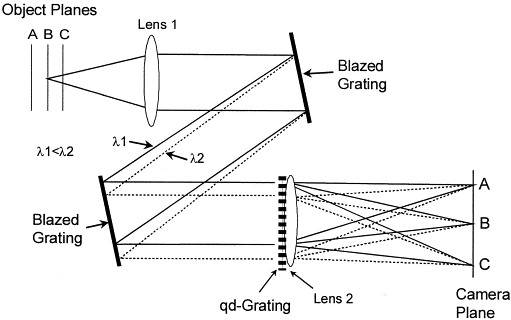 Object Planes
A B C
Lens 1
Blazed
Grating
λ1
λ2
λ1<λ2
Blazed
Grating
A
B
C
qd-Grating
Lens 2
Camera
Plane